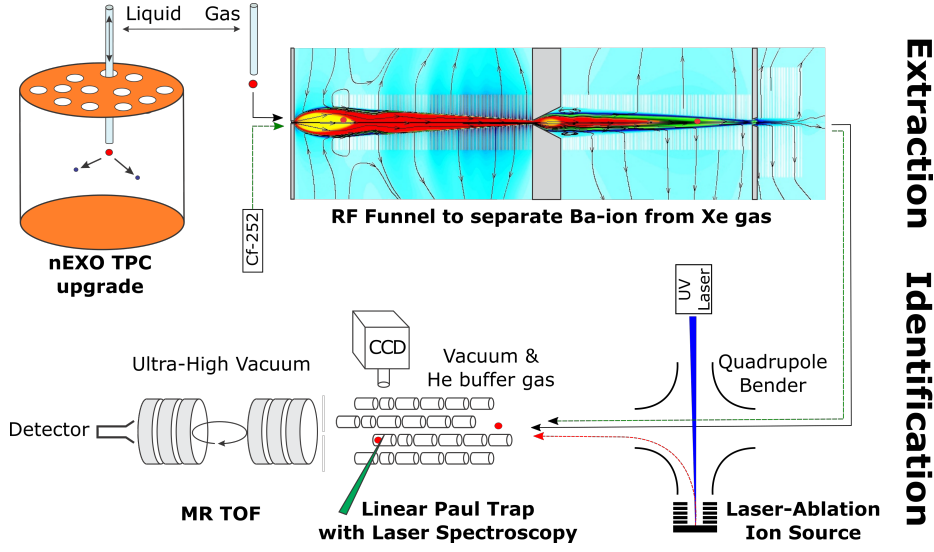 Liquid
Gas
Cf-252
RF Funnel to separate Ba-ion from Xe gas
nEXO TPC
upgrade
Extraction
Identification
UV
Laser
CCD
Ultra-High Vacuum
Vacuum &
He buffer gas
Quadrupole
Bender
Detector
MR TOF
Linear Paul Trap
with Laser Spectroscopy
Laser-Ablation
Ion Source